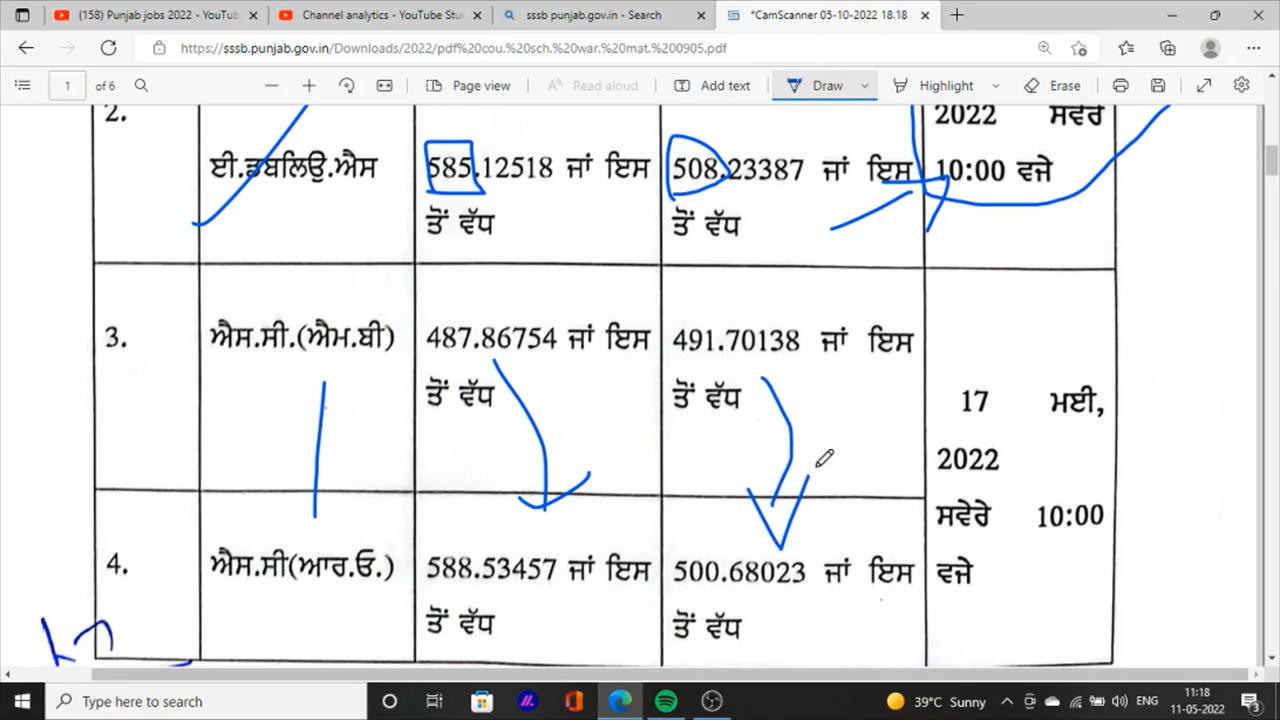 (158) Punjab jobs 2022 - YouTub
Channel analytics - YouTube Stu
sssb punjab.gov.in - Search
*CamScanner 05-10-2022 18.18
https://sssb.punjab.gov.in/Downloads/2022/pdf%20cou.%20sch.%20war.%20mat.%200905.pdf
1 of 6
Page view
Read aloud
Add text
Draw
Highlight
Erase
2.
ਈ.ਡਬਲਿਉ.ਐਸ
585.12518 ਜਾਂ ਇਸ
ਤੋਂ ਵੱਧ
508.23387 ਜਾਂ ਇਸ
ਤੋਂ ਵੱਧ
2022 ਸਵੇਰੇ
10:00 ਵਜੇ
3.
ਐਸ.ਸੀ.(ਐਮ.ਬੀ)
487.86754 ਜਾਂ ਇਸ
ਤੋਂ ਵੱਧ
491.70138 ਜਾਂ ਇਸ
ਤੋਂ ਵੱਧ
17 ਮਈ,
2022
ਸਵੇਰੇ 10:00
ਵਜੇ
4.
ਐਸ.ਸੀ(ਆਰ.ਓ.)
588.53457 ਜਾਂ ਇਸ
ਤੋਂ ਵੱਧ
500.68023 ਜਾਂ ਇਸ
ਤੋਂ ਵੱਧ
Type here to search
39°C Sunny
ENG
11:18
11-05-2022
3